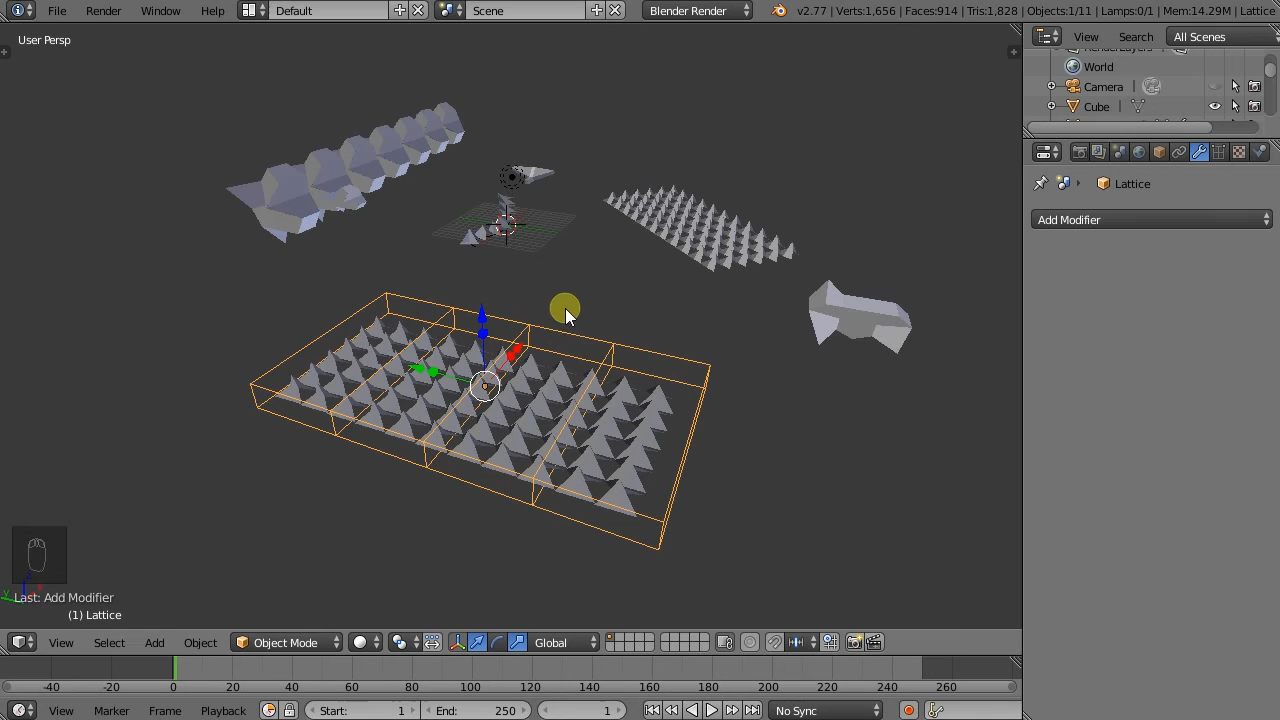 File Render Window Help Default Scene Blender Render v2.77 | Verts:1,656 | Faces:914 | Tris:1,828 | Objects:1/11 | Lamps:0/1 | Mem:14.29M | Lattice
View Search All Scenes
User Persp
World
Camera
Cube
Lattice
Add Modifier
y
Last: Add Modifier
(1) Lattice
View Select Add Object Object Mode Global
-40 -20 0 20 40 60 80 100 120 140 160 180 200 220 240 260
View Marker Frame Playback Start: 1 End: 250 1 No Sync